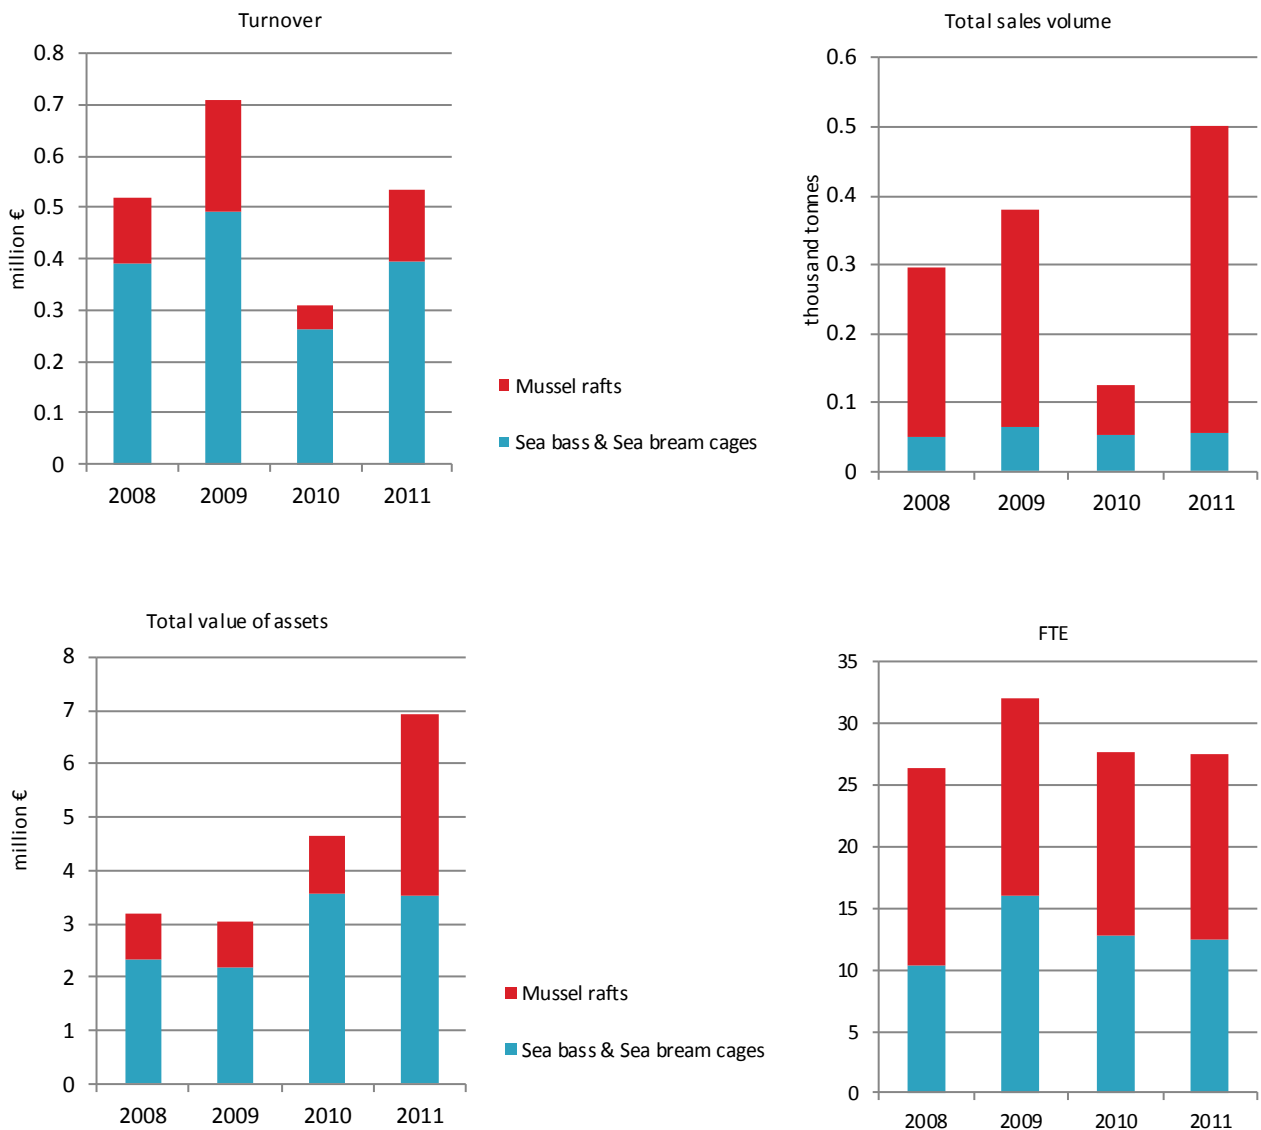 Turnover
0.8
0.7
0.6
0.5
0.4
0.3
0.2
0.1
0
million €
2008 2009 2010 2011
Mussel rafts
Sea bass & Sea bream cages
Total sales volume
0.6
0.5
0.4
0.3
0.2
0.1
0
thousand tonnes
2008 2009 2010 2011
Total value of assets
8
7
6
5
4
3
2
1
0
million €
2008 2009 2010 2011
Mussel rafts
Sea bass & Sea bream cages
FTE
35
30
25
20
15
10
5
0
2008 2009 2010 2011